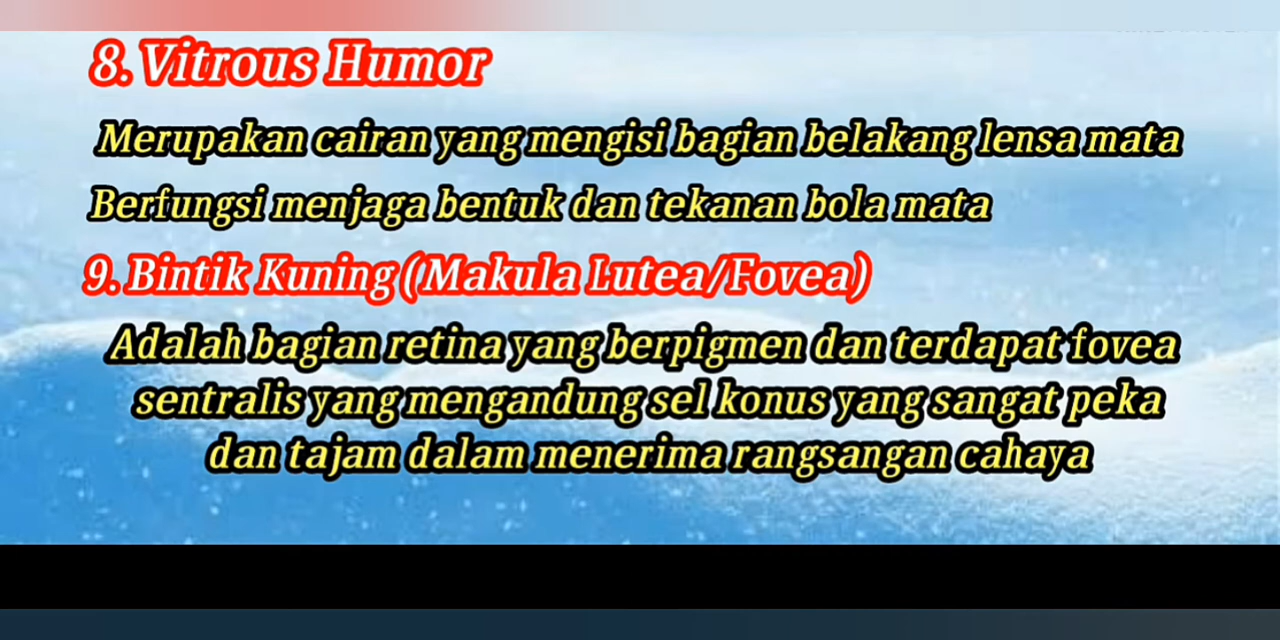 8. Vitrous Humor
Merupakan cairan yang mengisi bagian belakang lensa mata
Berfungsi menjaga bentuk dan tekanan bola mata
9. Bintik Kuning (Makula Lutea/Fovea)
Adalah bagian retina yang berpigmen dan terdapat fovea
sentralis yang mengandung sel konus yang sangat peka
dan tajam dalam menerima rangsangan cahaya